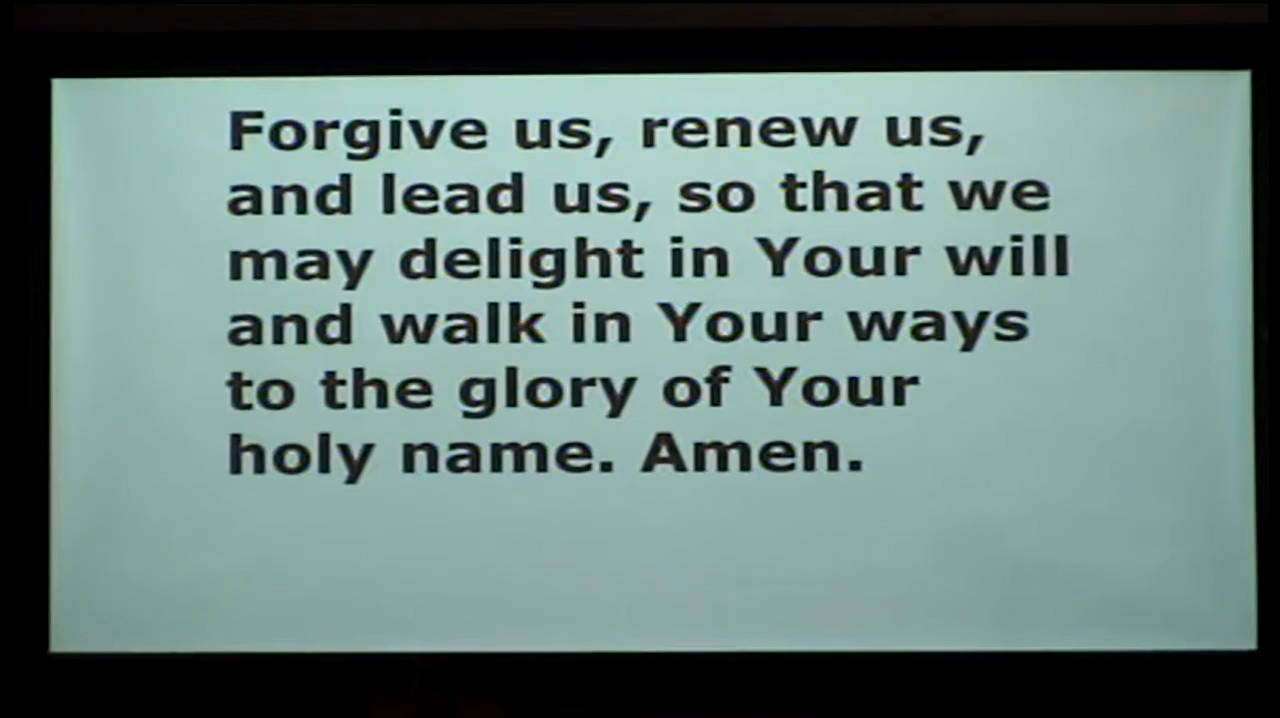 Forgive us, renew us,
and lead us, so that we
may delight in Your will
and walk in Your ways
to the glory of Your
holy name. Amen.